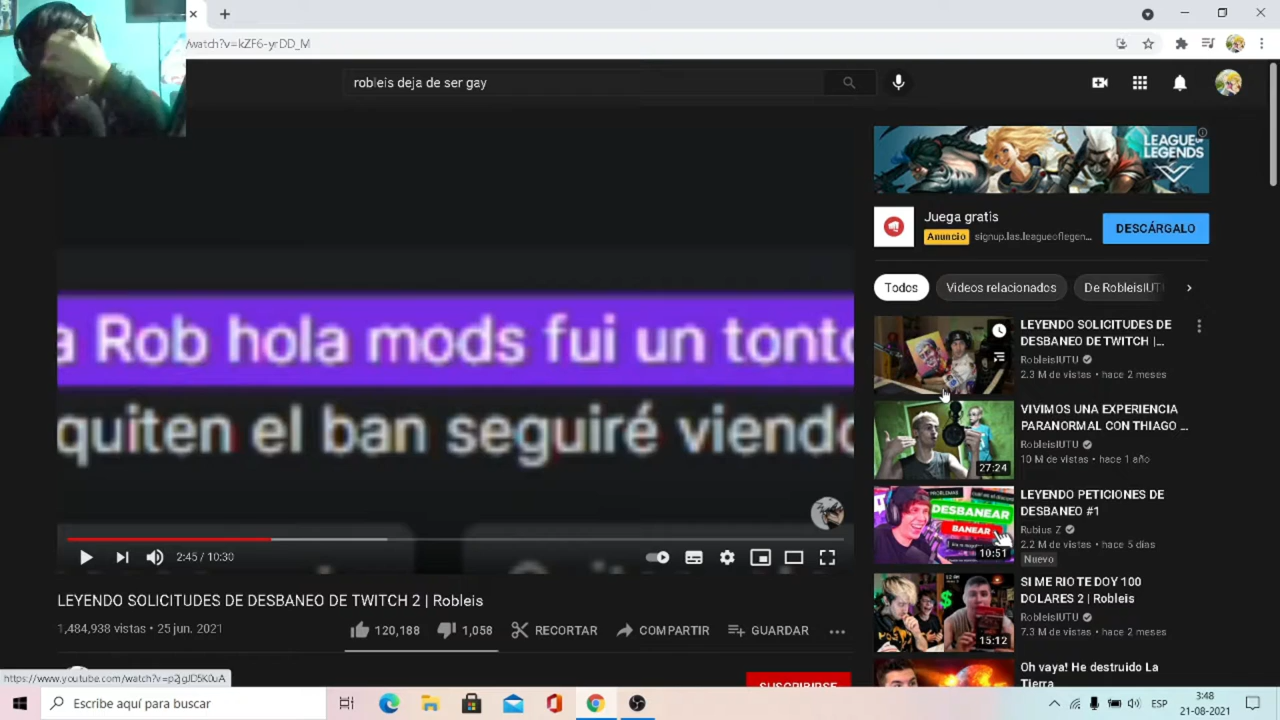 /watch?v=kZF6-yrDD_M
robleis deja de ser gay
LEAGUE OF
LEGENDS
Juega gratis
Anuncio signup.las.leagueoflegen...
DESCÁRGALO
Todos Videos relacionados De RobleisIUTU
a Rob hola mods fui un tonto
quiten el ban seguiré viendo
2:45 / 10:30
LEYENDO SOLICITUDES DE DESBANEO DE TWITCH 2 | Robleis
1,484,938 vistas • 25 jun. 2021
120,188 1,058 RECORTAR COMPARTIR GUARDAR
SUSCRIBIRSE
LEYENDO SOLICITUDES DE
DESBANEO DE TWITCH |...
RobleisIUTU
2.3 M de vistas • hace 2 meses
VIVIMOS UNA EXPERIENCIA
PARANORMAL CON THIAGO ...
RobleisIUTU
10 M de vistas • hace 1 año
27:24
LEYENDO PETICIONES DE
DESBANEO #1
Rubius Z
2.2 M de vistas • hace 5 días
Nuevo
DESBANEAR
BANEAR
10:51
SI ME RIO TE DOY 100
DOLARES 2 | Robleis
RobleisIUTU
7.3 M de vistas • hace 2 meses
15:12
Oh vaya! He destruido La
Tierra
https://www.youtube.com/watch?v=p2jgJD5K0uA
Escribe aquí para buscar
ESP
3:48
21-08-2021